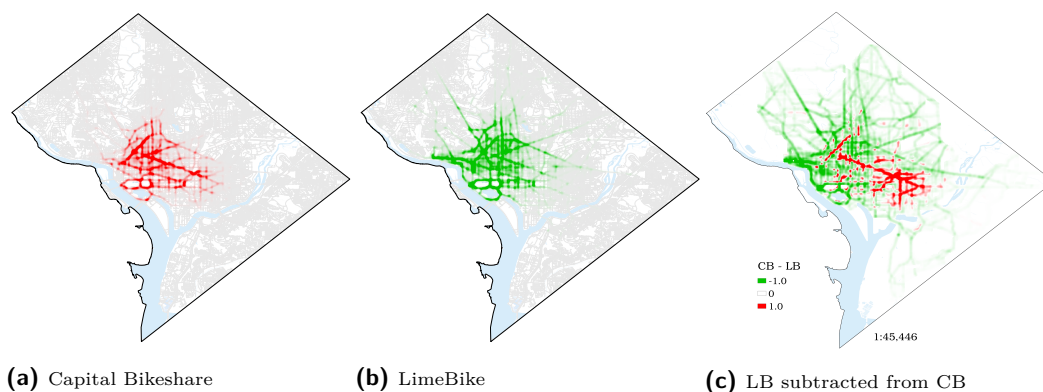 CB - LB
-1.0
0
1.0
1:45,446
(a) Capital Bikeshare
(b) LimeBike
(c) LB subtracted from CB